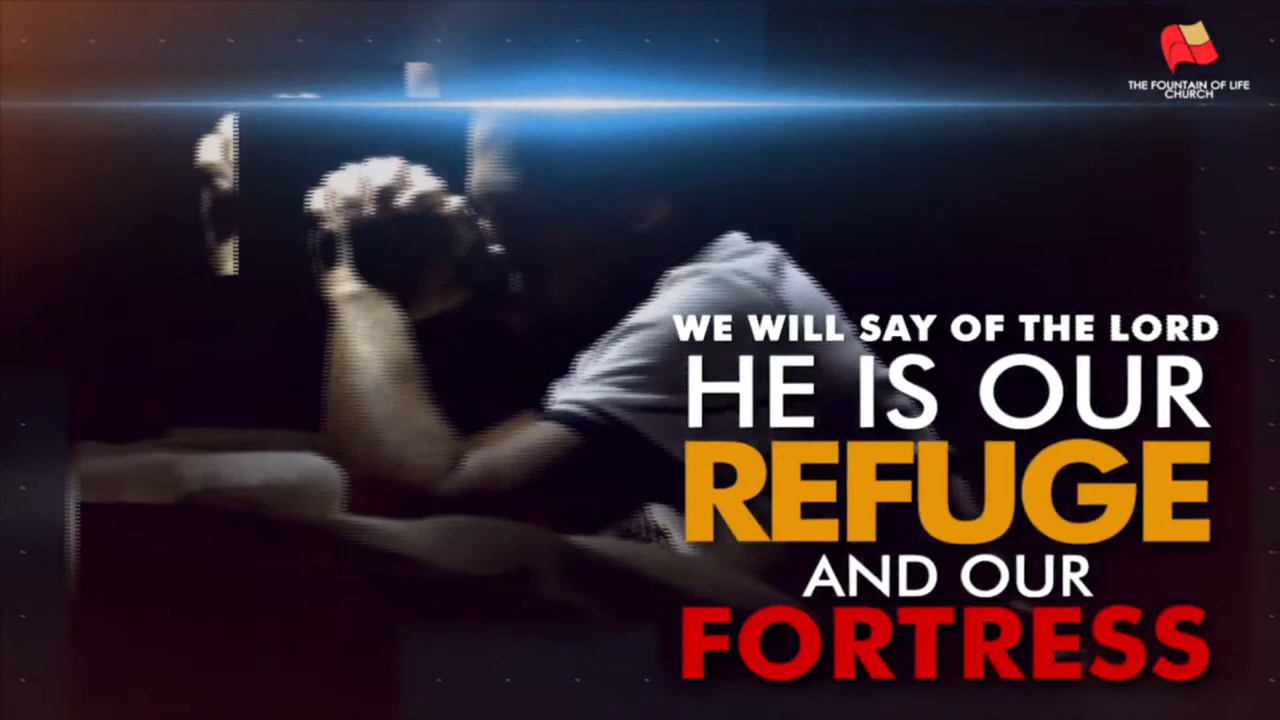 THE FOUNTAIN OF LIFE
CHURCH
WE WILL SAY OF THE LORD
HE IS OUR
REFUGE
AND OUR
FORTRESS